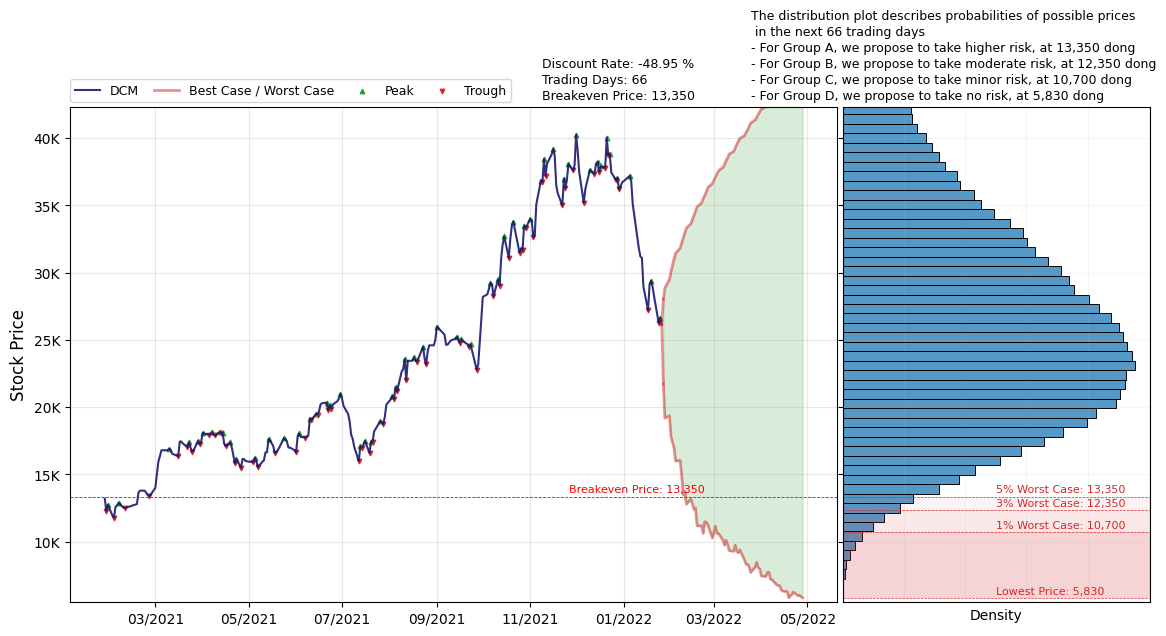 The distribution plot describes probabilities of possible prices
in the next 66 trading days
- For Group A, we propose to take higher risk, at 13,350 dong
- For Group B, we propose to take moderate risk, at 12,350 dong
- For Group C, we propose to take minor risk, at 10,700 dong
- For Group D, we propose to take no risk, at 5,830 dong
Discount Rate: -48.95 %
Trading Days: 66
Breakeven Price: 13,350
DCM Best Case / Worst Case Peak Trough
Stock Price
40K
35K
30K
25K
20K
15K
10K
Breakeven Price: 13,350
5% Worst Case: 13,350
3% Worst Case: 12,350
1% Worst Case: 10,700
Lowest Price: 5,830
03/2021 05/2021 07/2021 09/2021 11/2021 01/2022 03/2022 05/2022
Density